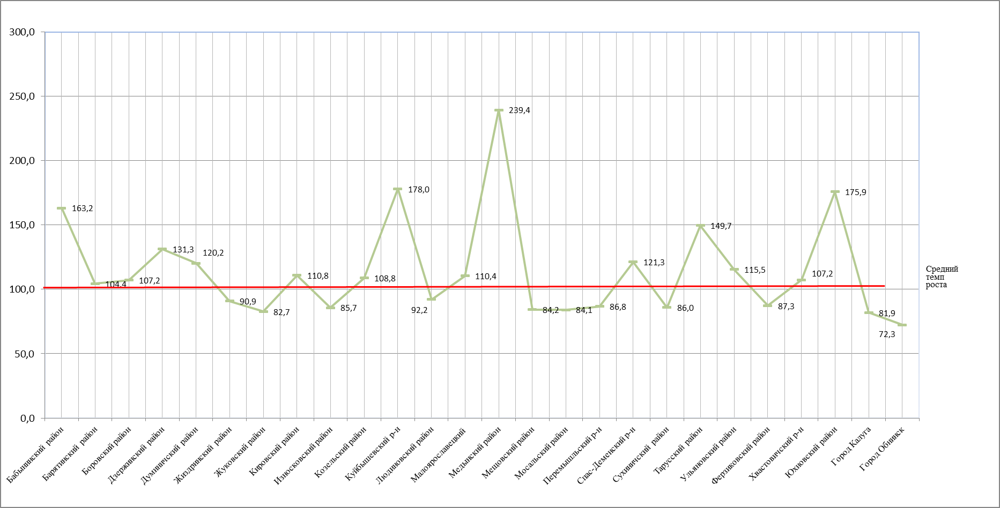 300,0
250,0
200,0
150,0
100,0
50,0
0,0
163,2
104,4
107,2
131,3
120,2
90,9
82,7
110,8
85,7
108,8
178,0
92,2
110,4
239,4
84,2
84,1
86,8
121,3
86,0
149,7
115,5
87,3
107,2
175,9
81,9
72,3
Средний
темп
роста
Бабынинский район
Барятинский район
Боровский район
Дзержинский район
Думиничский район
Жиздринский район
Жуковский район
Кировский район
Износковский район
Козельский район
Куйбышевский р-н
Людиновский район
Малоярославецкий
Медынский район
Мещовский район
Мосальский район
Перемышльский р-н
Спас-Деменский р-н
Сухиничский район
Тарусский район
Ульяновский район
Ферзиковский район
Хвастовичский р-н
Юхновский район
Город Калуга
Город Обнинск